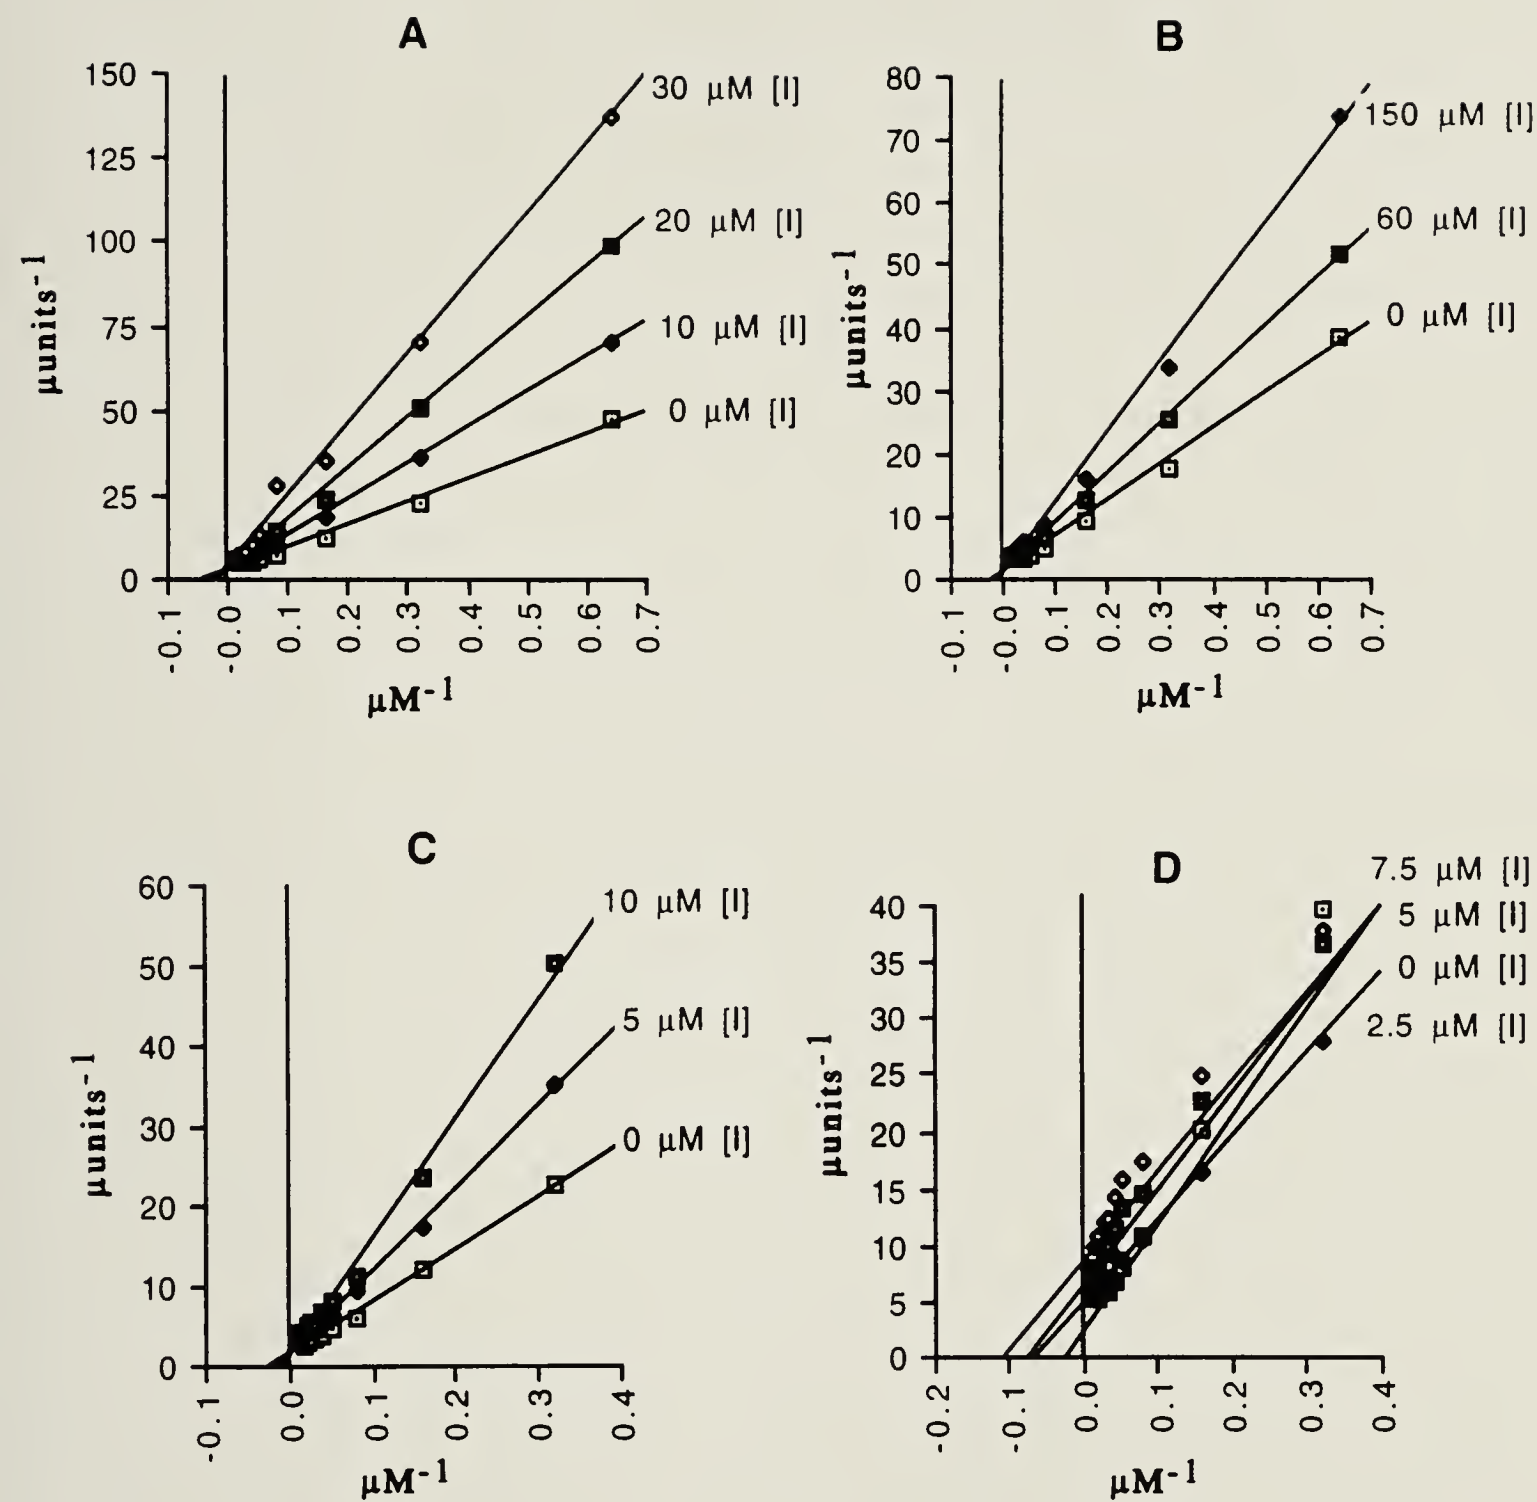 A
150
125
100
75
50
25
0
µunits-1
30 µM [I]
20 µM [I]
10 µM [I]
0 µM [I]
-0.1
-0.0
0.1
0.2
0.3
0.4
0.5
0.6
0.7
µM-1
B
80
70
60
50
40
30
20
10
0
µunits-1
150 µM [I]
60 µM [I]
0 µM [I]
-0.1
-0.0
0.1
0.2
0.3
0.4
0.5
0.6
0.7
µM-1
C
60
50
40
30
20
10
0
µunits-1
10 µM [I]
5 µM [I]
0 µM [I]
-0.1
0.0
0.1
0.2
0.3
0.4
µM-1
D
40
35
30
25
20
15
10
5
0
µunits-1
7.5 µM [I]
5 µM [I]
0 µM [I]
2.5 µM [I]
-0.2
-0.1
0.0
0.1
0.2
0.3
0.4
µM-1